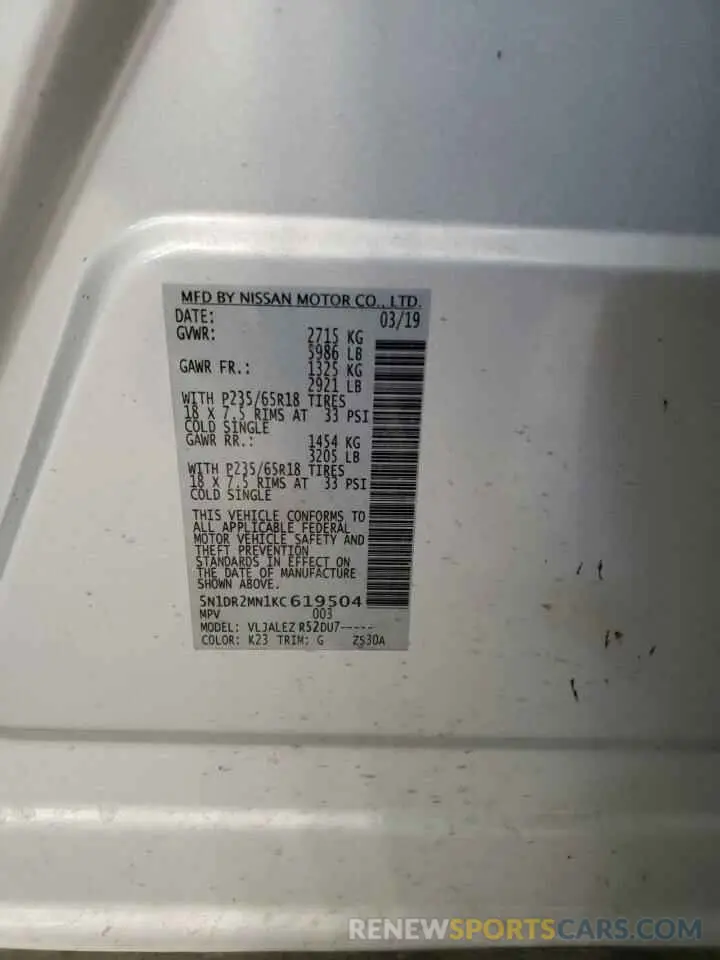 MFD BY NISSAN MOTOR CO., LTD.
DATE: 03/19
GVWR: 2715 KG
5986 LB
GAWR FR.: 1325 KG
2921 LB
WITH P235/65R18 TIRES
18 X 7.5 RIMS AT 33 PSI
COLD SINGLE
GAWR RR.: 1454 KG
3205 LB
WITH P235/65R18 TIRES
18 X 7.5 RIMS AT 33 PSI
COLD SINGLE
THIS VEHICLE CONFORMS TO
ALL APPLICABLE FEDERAL
MOTOR VEHICLE SAFETY AND
THEFT PREVENTION
STANDARDS IN EFFECT ON
THE DATE OF MANUFACTURE
SHOWN ABOVE.
5N1DR2MN1KC619504
MPV 003
MODEL: VLJALEZ R52DU7-----
COLOR: K23 TRIM: G Z530A
RENEWSPORTSCARS.COM